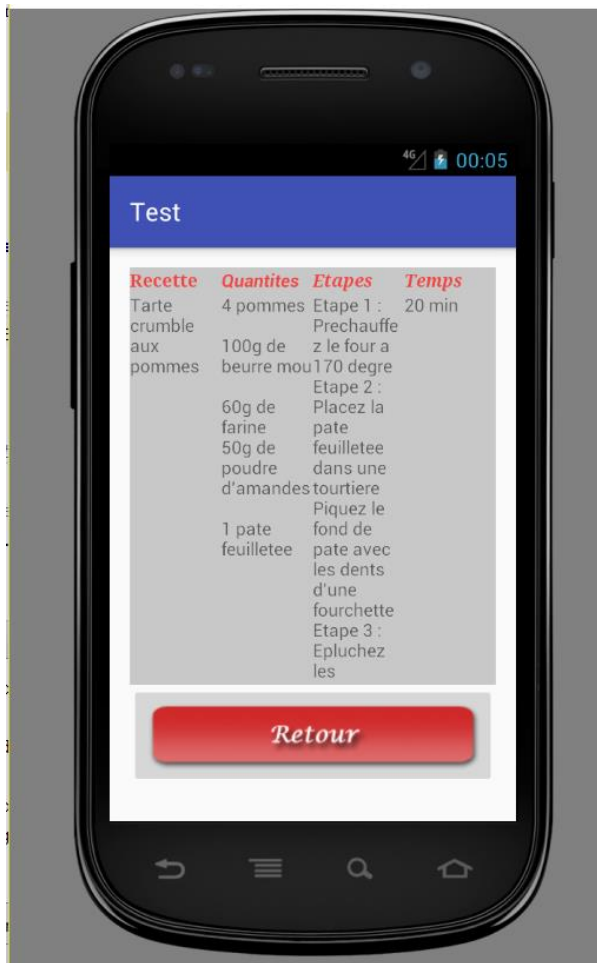 4G 00:05
Test
Recette Quantites Etapes Temps
Tarte
crumble
aux
pommes
4 pommes
100g de
beurre mou
60g de
farine
50g de
poudre
d'amandes
1 pate
feuilletee
Etape 1 :
Prechauffe
z le four a
170 degre
Etape 2 :
Placez la
pate
feuilletee
dans une
tourtiere
Piquez le
fond de
pate avec
les dents
d'une
fourchette
Etape 3 :
Epluchez
les
20 min
Retour